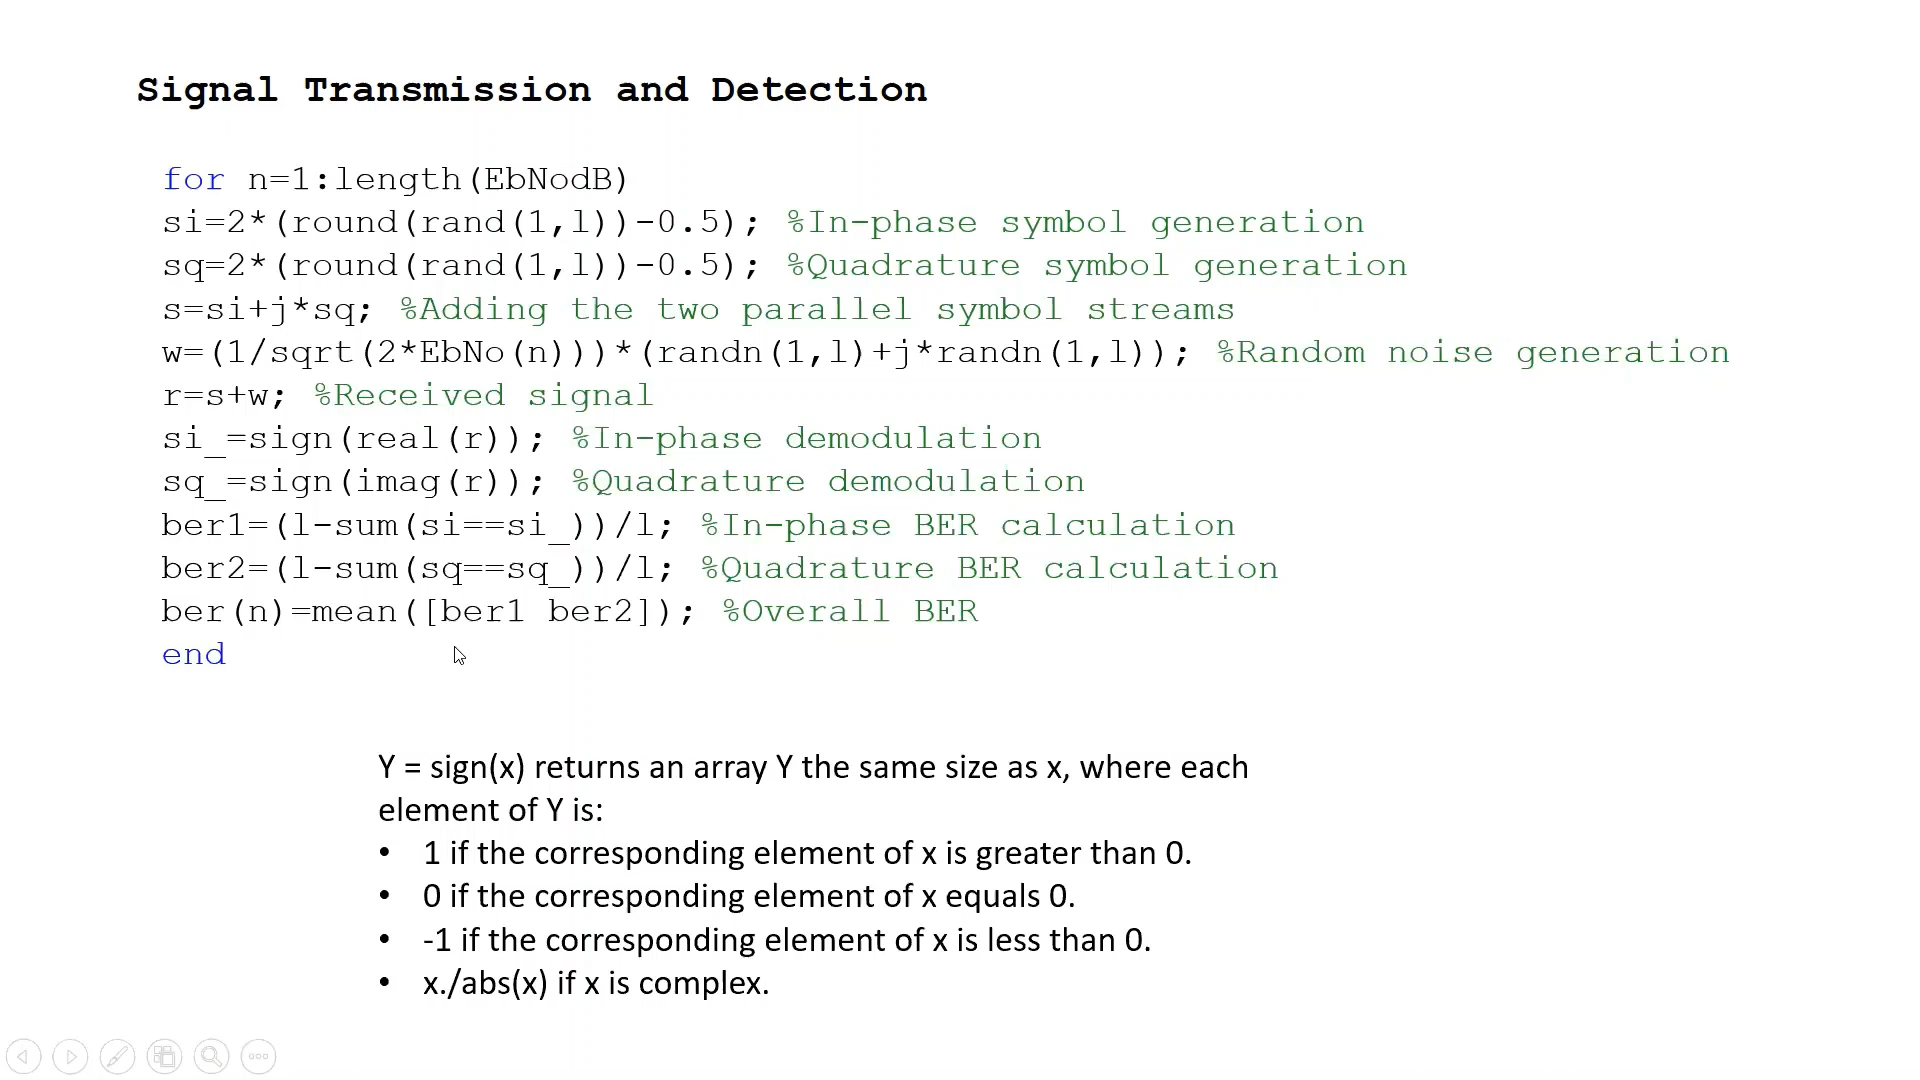 Signal Transmission and Detection
for n=1:length(EbNodB)
si=2*(round(rand(1,l))-0.5); %In-phase symbol generation
sq=2*(round(rand(1,l))-0.5); %Quadrature symbol generation
s=si+j*sq; %Adding the two parallel symbol streams
w=(1/sqrt(2*EbNo(n)))*(randn(1,l)+j*randn(1,l)); %Random noise generation
r=s+w; %Received signal
si_=sign(real(r)); %In-phase demodulation
sq_=sign(imag(r)); %Quadrature demodulation
ber1=(l-sum(si==si_))/l; %In-phase BER calculation
ber2=(l-sum(sq==sq_))/l; %Quadrature BER calculation
ber(n)=mean([ber1 ber2]); %Overall BER
end
Y = sign(x) returns an array Y the same size as x, where each
element of Y is:
• 1 if the corresponding element of x is greater than 0.
• 0 if the corresponding element of x equals 0.
• -1 if the corresponding element of x is less than 0.
• x./abs(x) if x is complex.